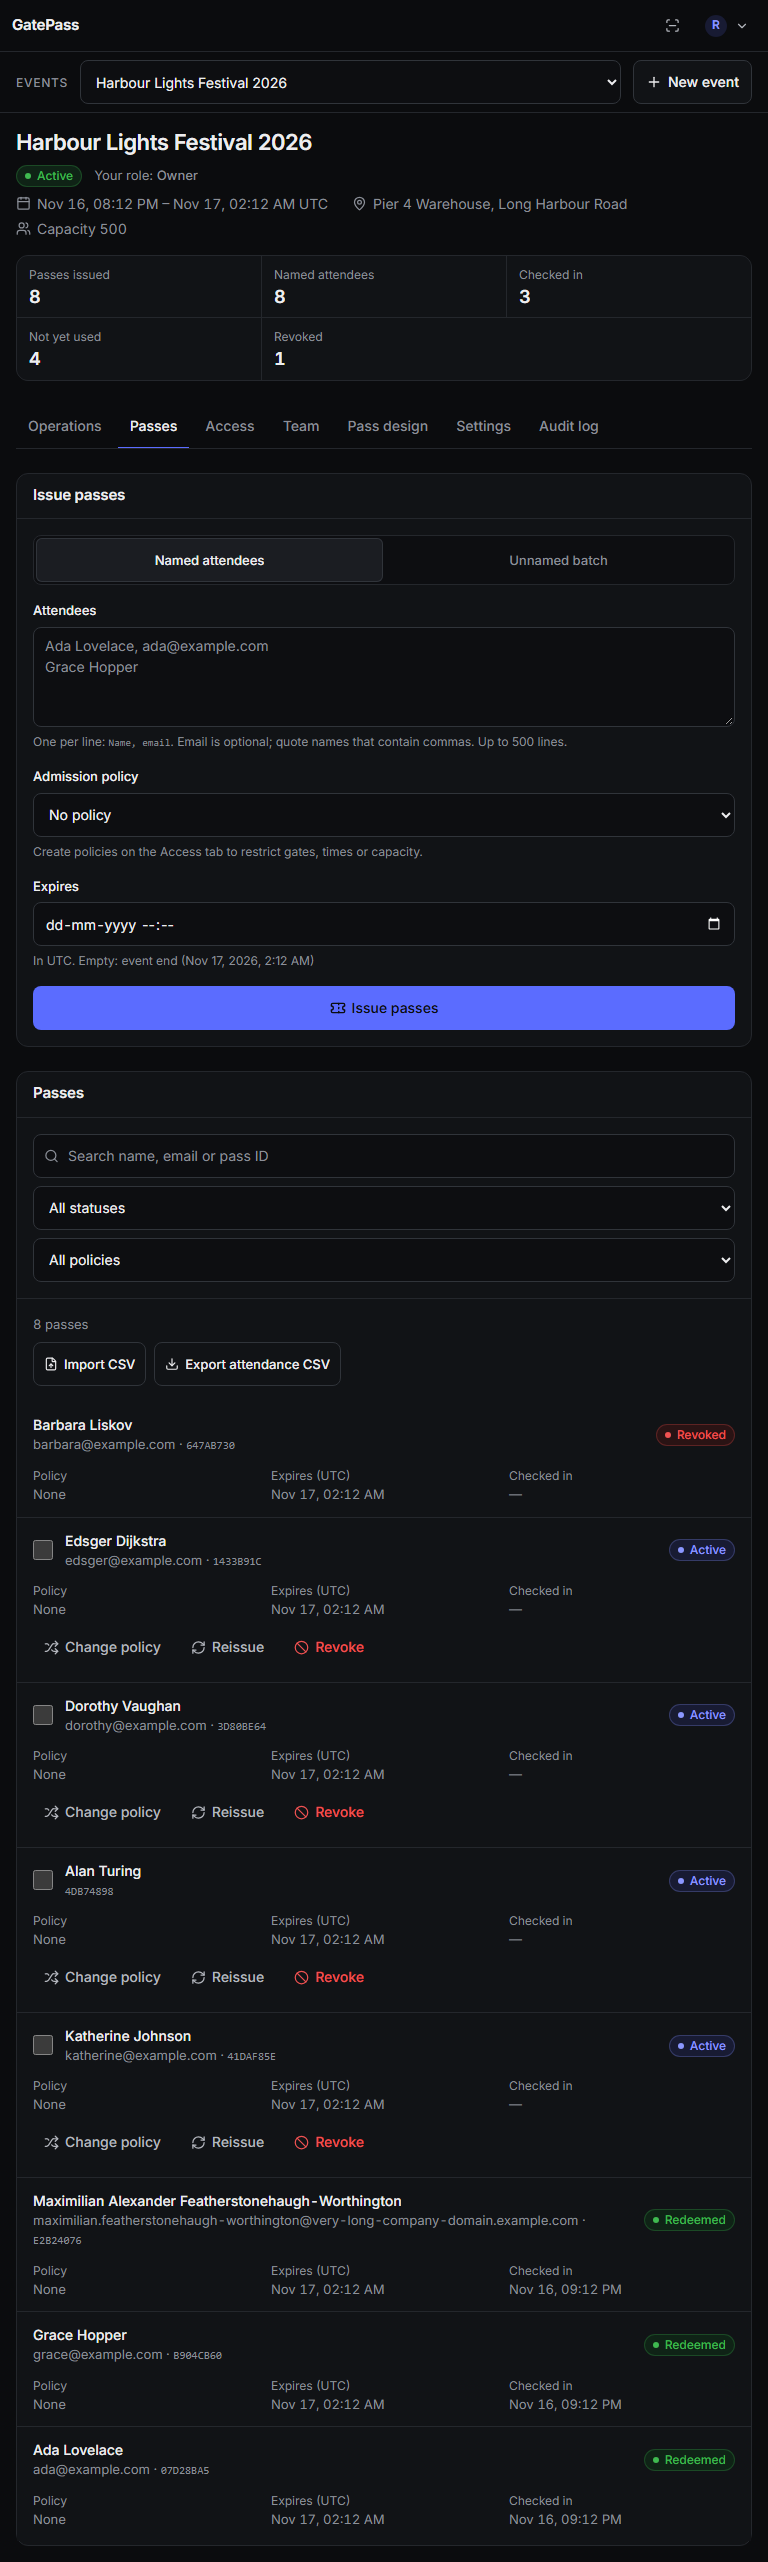 GatePass
R
EVENTS
Harbour Lights Festival 2026
New event
Harbour Lights Festival 2026
Active
Your role: Owner
Nov 16, 08:12 PM – Nov 17, 02:12 AM UTC
Pier 4 Warehouse, Long Harbour Road
Capacity 500
Passes issued
8
Named attendees
8
Checked in
3
Not yet used
4
Revoked
1
Operations
Passes
Access
Team
Pass design
Settings
Audit log
Issue passes
Named attendees
Unnamed batch
Attendees
Ada Lovelace, ada@example.com
Grace Hopper
One per line: Name, email. Email is optional; quote names that contain commas. Up to 500 lines.
Admission policy
No policy
Create policies on the Access tab to restrict gates, times or capacity.
Expires
dd-mm-yyyy --:--
In UTC. Empty: event end (Nov 17, 2026, 2:12 AM)
Issue passes
Passes
Search name, email or pass ID
All statuses
All policies
8 passes
Import CSV
Export attendance CSV
Barbara Liskov
barbara@example.com · 647AB730
Revoked
Policy
None
Expires (UTC)
Nov 17, 02:12 AM
Checked in
—
Edsger Dijkstra
edsger@example.com · 1433B91C
Active
Policy
None
Expires (UTC)
Nov 17, 02:12 AM
Checked in
—
Change policy
Reissue
Revoke
Dorothy Vaughan
dorothy@example.com · 3D80BE64
Active
Policy
None
Expires (UTC)
Nov 17, 02:12 AM
Checked in
—
Change policy
Reissue
Revoke
Alan Turing
4DB74898
Active
Policy
None
Expires (UTC)
Nov 17, 02:12 AM
Checked in
—
Change policy
Reissue
Revoke
Katherine Johnson
katherine@example.com · 41DAF85E
Active
Policy
None
Expires (UTC)
Nov 17, 02:12 AM
Checked in
—
Change policy
Reissue
Revoke
Maximilian Alexander Featherstonehaugh-Worthington
maximilian.featherstonehaugh-worthington@very-long-company-domain.example.com ·
E2B24076
Redeemed
Policy
None
Expires (UTC)
Nov 17, 02:12 AM
Checked in
Nov 16, 09:12 PM
Grace Hopper
grace@example.com · B904CB60
Redeemed
Policy
None
Expires (UTC)
Nov 17, 02:12 AM
Checked in
Nov 16, 09:12 PM
Ada Lovelace
ada@example.com · 07D28BA5
Redeemed
Policy
None
Expires (UTC)
Nov 17, 02:12 AM
Checked in
Nov 16, 09:12 PM